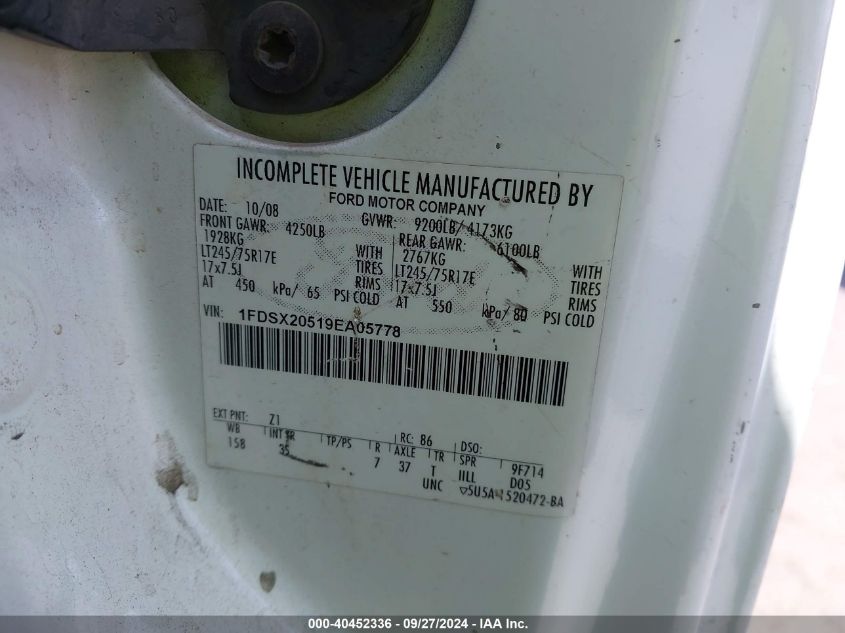 INCOMPLETE VEHICLE MANUFACTURED BY
FORD MOTOR COMPANY
DATE: 10/08 GVWR: 9200LB/4173KG
FRONT GAWR: 4250LB REAR GAWR: 6100LB
1928KG WITH 2767KG WITH
LT245/75R17E TIRES LT245/75R17E TIRES
17x7.5J RIMS 17x7.5J RIMS
AT 450 kPa/ 65 PSI COLD AT 550 kPa/ 80 PSI COLD
VIN: 1FDSX20519EA05778
EXT PNT: Z1 RC: 86 DSO:
WB INT TR TP/PS R AXLE TR SPR 9F714
158 35 7 37 T IILL D05
UNC ▽5U5A-1520472-BA
000-40452336 - 09/27/2024 - IAA Inc.